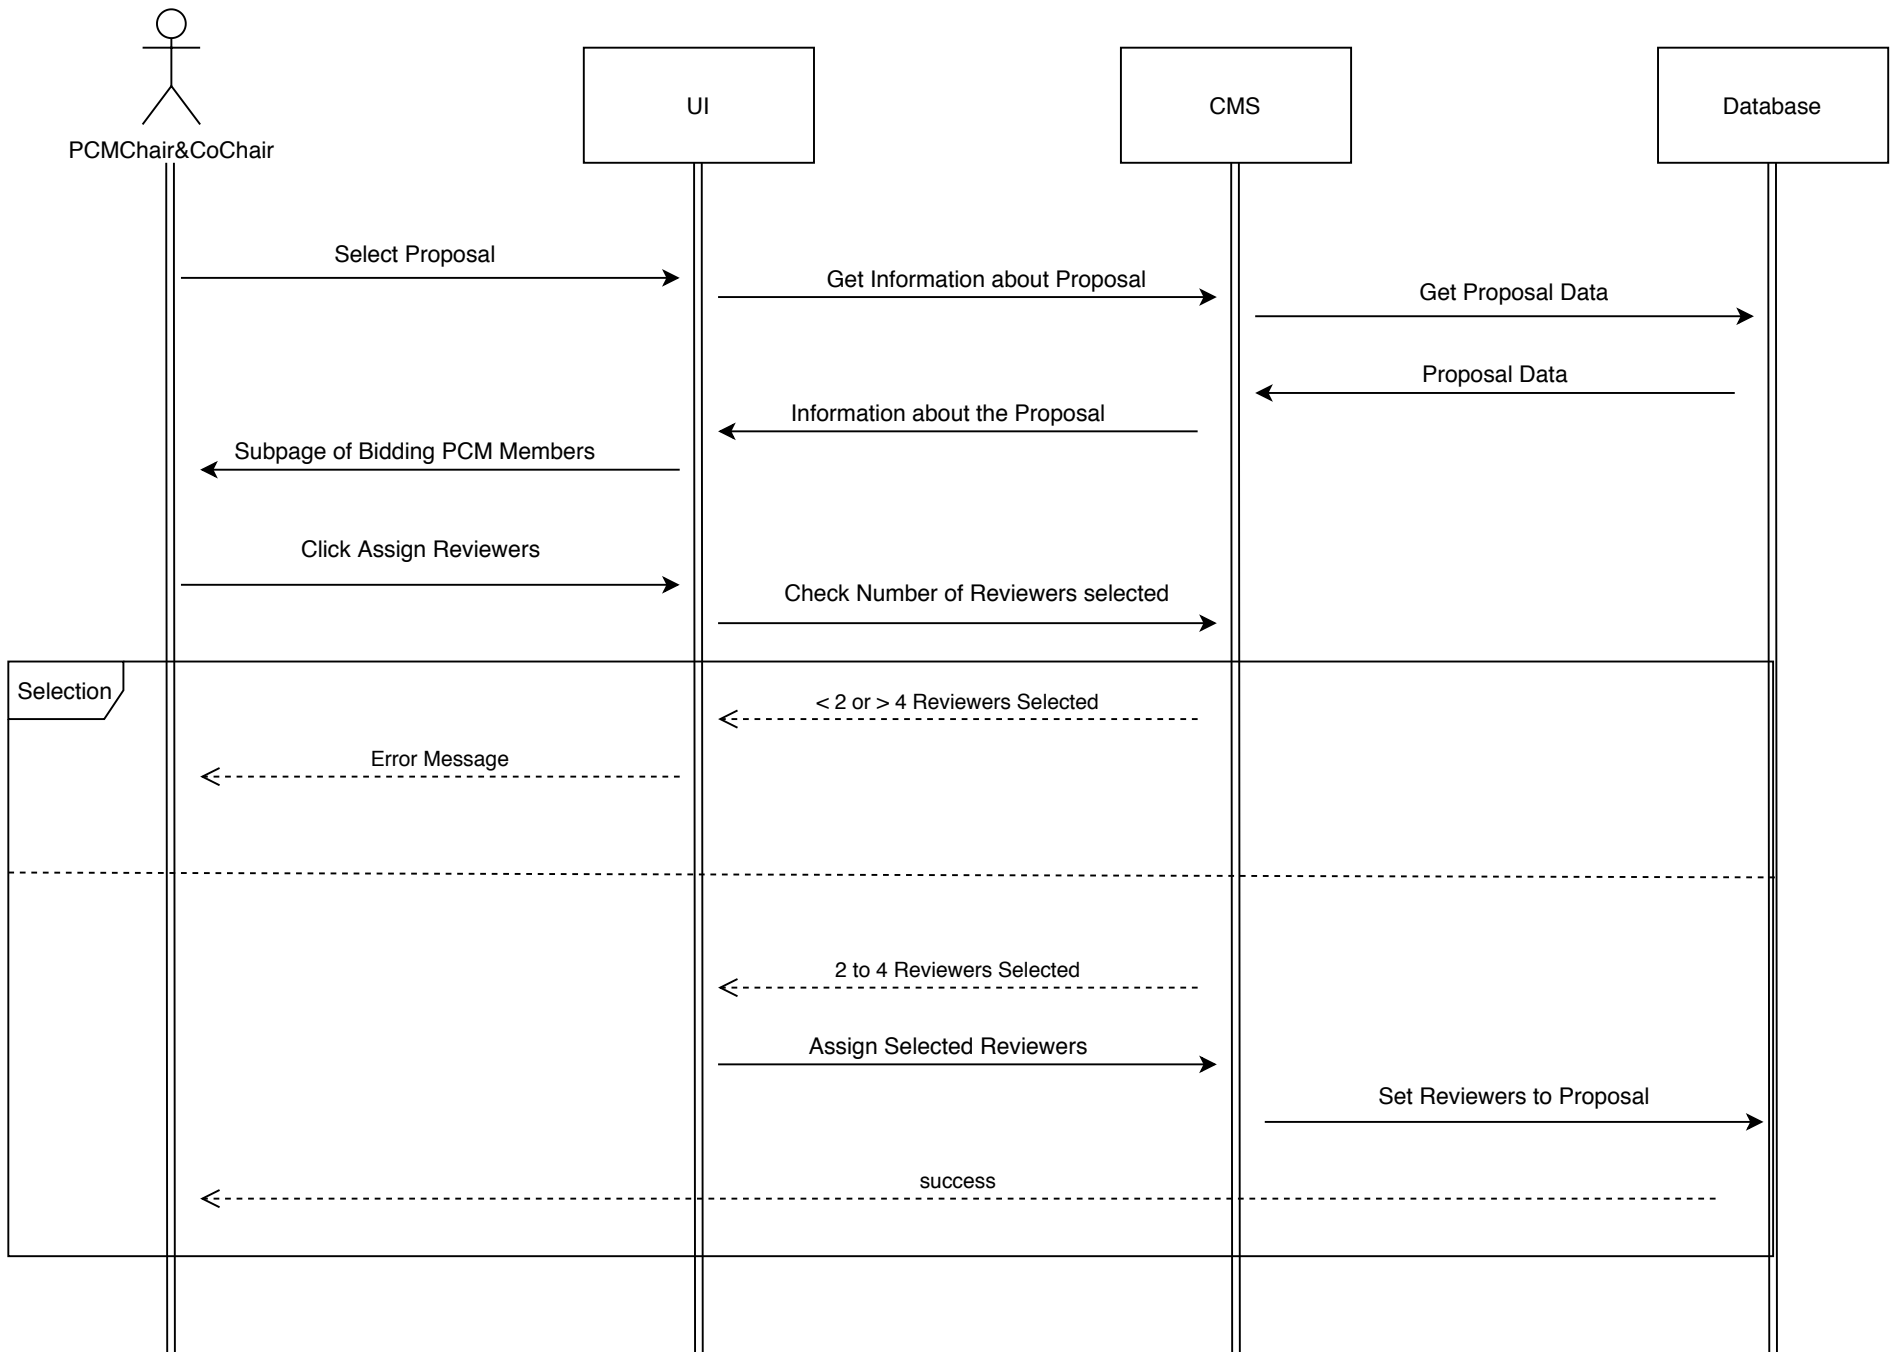 PCMChair&CoChair
UI
CMS
Database
Select Proposal
Get Information about Proposal
Get Proposal Data
Proposal Data
Information about the Proposal
Subpage of Bidding PCM Members
Click Assign Reviewers
Check Number of Reviewers selected
Selection
< 2 or > 4 Reviewers Selected
Error Message
2 to 4 Reviewers Selected
Assign Selected Reviewers
Set Reviewers to Proposal
success